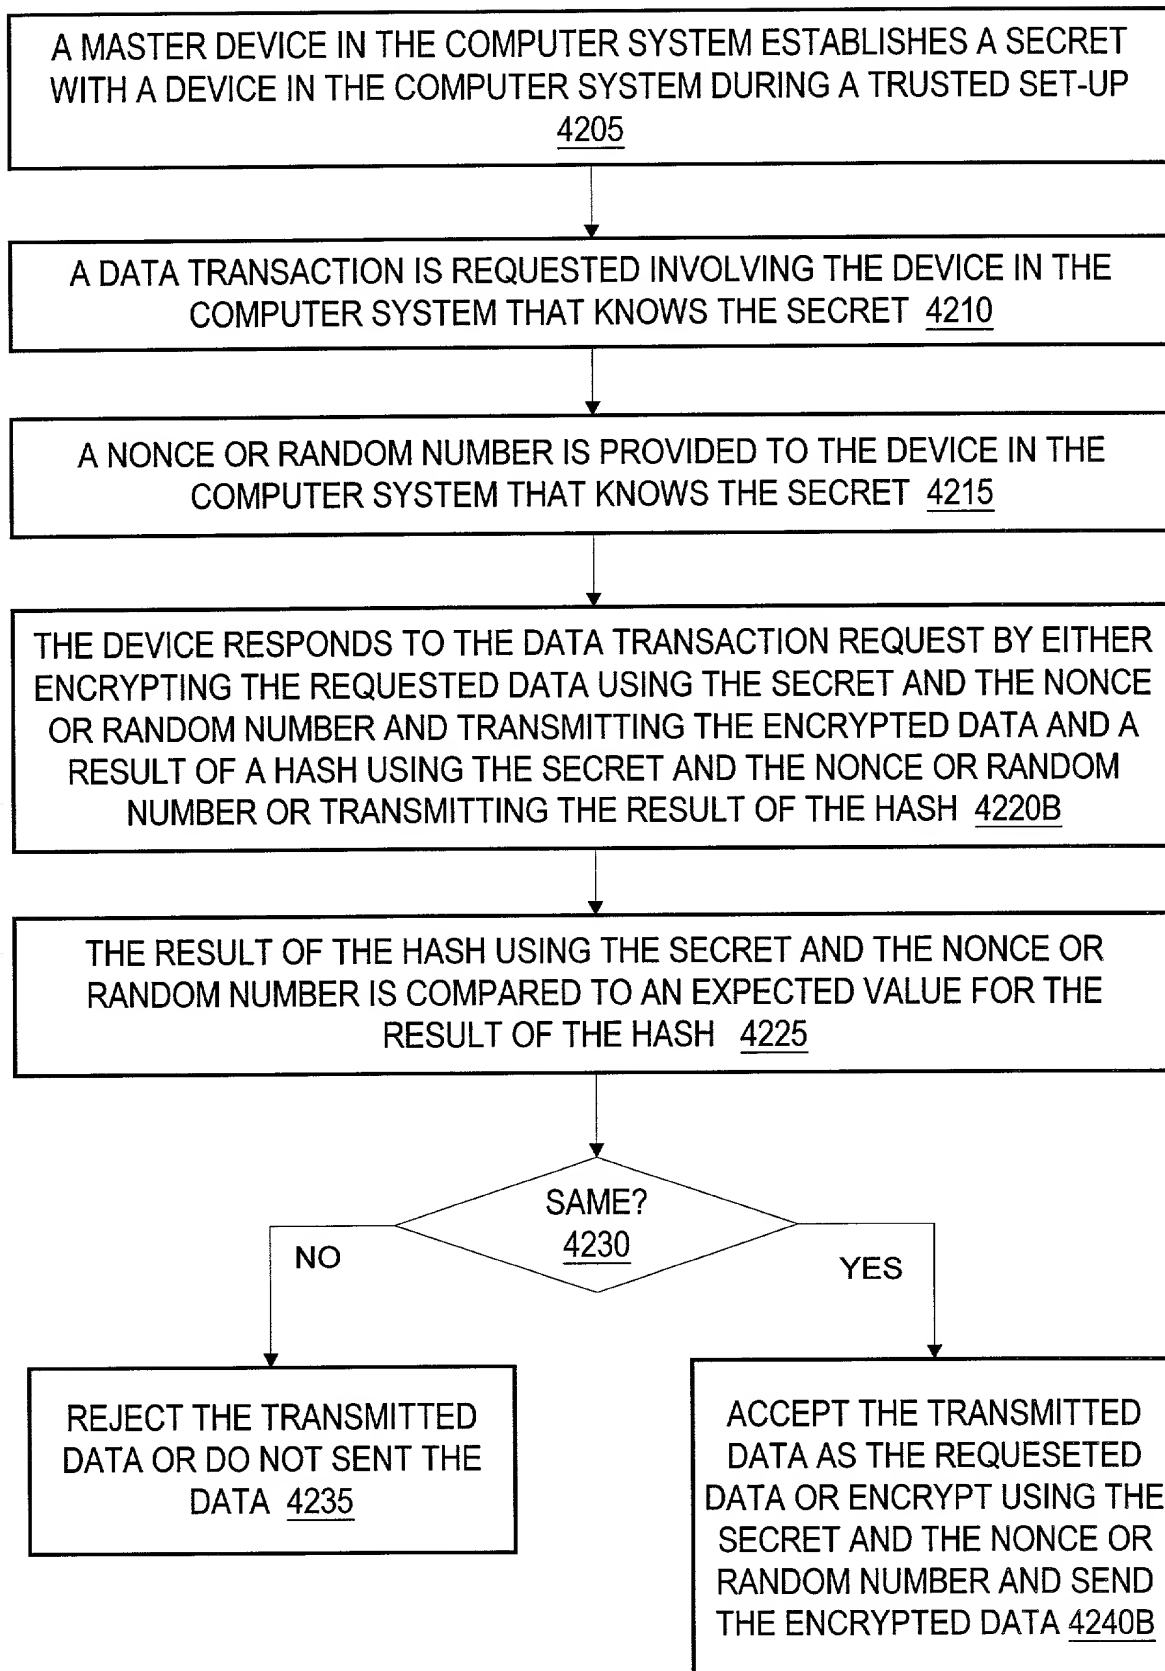 A MASTER DEVICE IN THE COMPUTER SYSTEM ESTABLISHES A SECRET
WITH A DEVICE IN THE COMPUTER SYSTEM DURING A TRUSTED SET-UP
4205
A DATA TRANSACTION IS REQUESTED INVOLVING THE DEVICE IN THE
COMPUTER SYSTEM THAT KNOWS THE SECRET 4210
A NONCE OR RANDOM NUMBER IS PROVIDED TO THE DEVICE IN THE
COMPUTER SYSTEM THAT KNOWS THE SECRET 4215
THE DEVICE RESPONDS TO THE DATA TRANSACTION REQUEST BY EITHER
ENCRYPTING THE REQUESTED DATA USING THE SECRET AND THE NONCE
OR RANDOM NUMBER AND TRANSMITTING THE ENCRYPTED DATA AND A
RESULT OF A HASH USING THE SECRET AND THE NONCE OR RANDOM
NUMBER OR TRANSMITTING THE RESULT OF THE HASH 4220B
THE RESULT OF THE HASH USING THE SECRET AND THE NONCE OR
RANDOM NUMBER IS COMPARED TO AN EXPECTED VALUE FOR THE
RESULT OF THE HASH 4225
SAME?
4230
NO
YES
REJECT THE TRANSMITTED
DATA OR DO NOT SENT THE
DATA 4235
ACCEPT THE TRANSMITTED
DATA AS THE REQUESETED
DATA OR ENCRYPT USING THE
SECRET AND THE NONCE OR
RANDOM NUMBER AND SEND
THE ENCRYPTED DATA 4240B